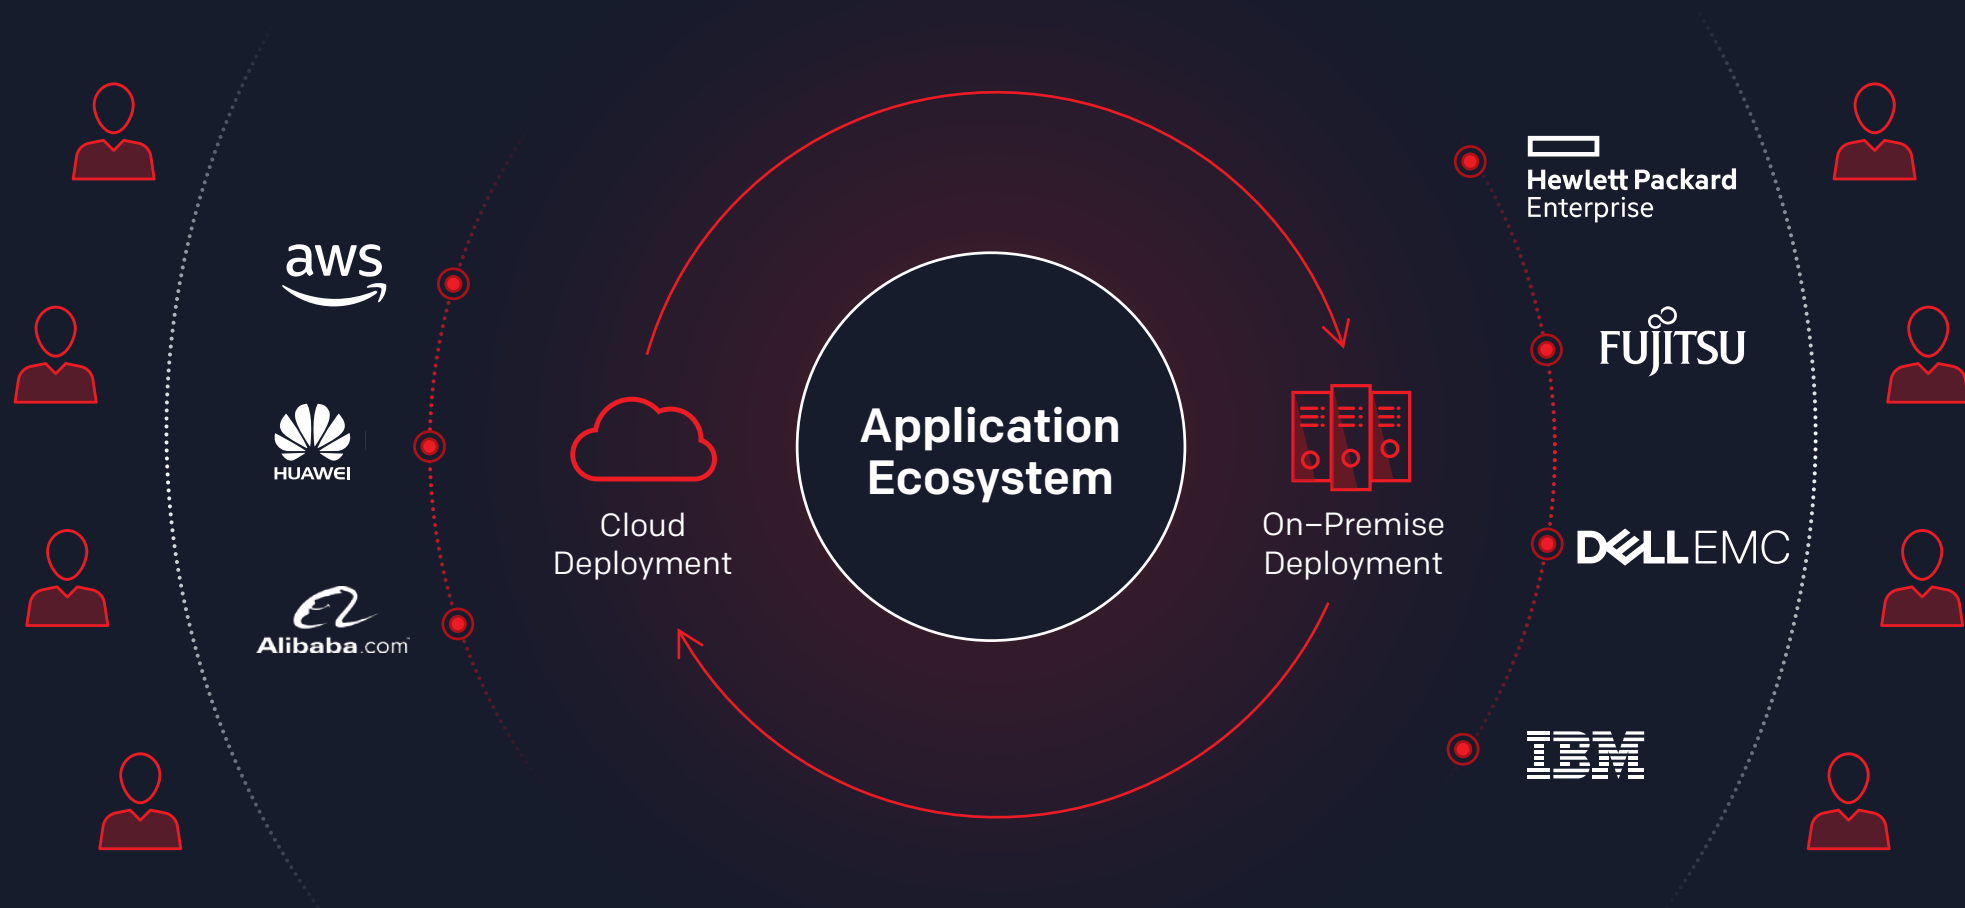 aws
HUAWEI
Alibaba.com
Cloud
Deployment
Application
Ecosystem
On–Premise
Deployment
Hewlett Packard
Enterprise
FUJITSU
DELLEMC
IBM